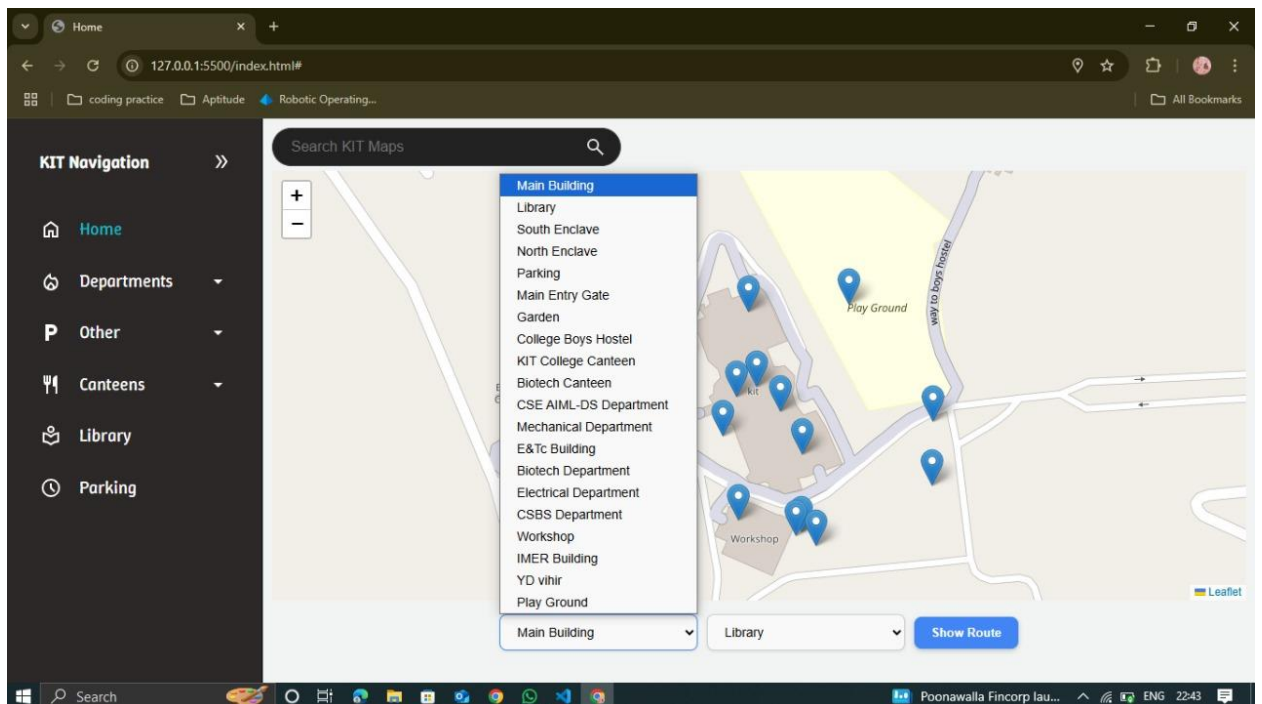 Home
127.0.0.1:5500/index.html#
coding practice Aptitude Robotic Operating... All Bookmarks
KIT Navigation
Home
Departments
Other
Canteens
Library
Parking
Search KIT Maps
+
−
Main Building
Library
South Enclave
North Enclave
Parking
Main Entry Gate
Garden
College Boys Hostel
KIT College Canteen
Biotech Canteen
CSE AIML-DS Department
Mechanical Department
E&Tc Building
Biotech Department
Electrical Department
CSBS Department
Workshop
IMER Building
YD vihir
Play Ground
Play Ground
way to boys hostel
kit
Workshop
Leaflet
Main Building Library Show Route
Search Poonawalla Fincorp lau... ENG 22:43